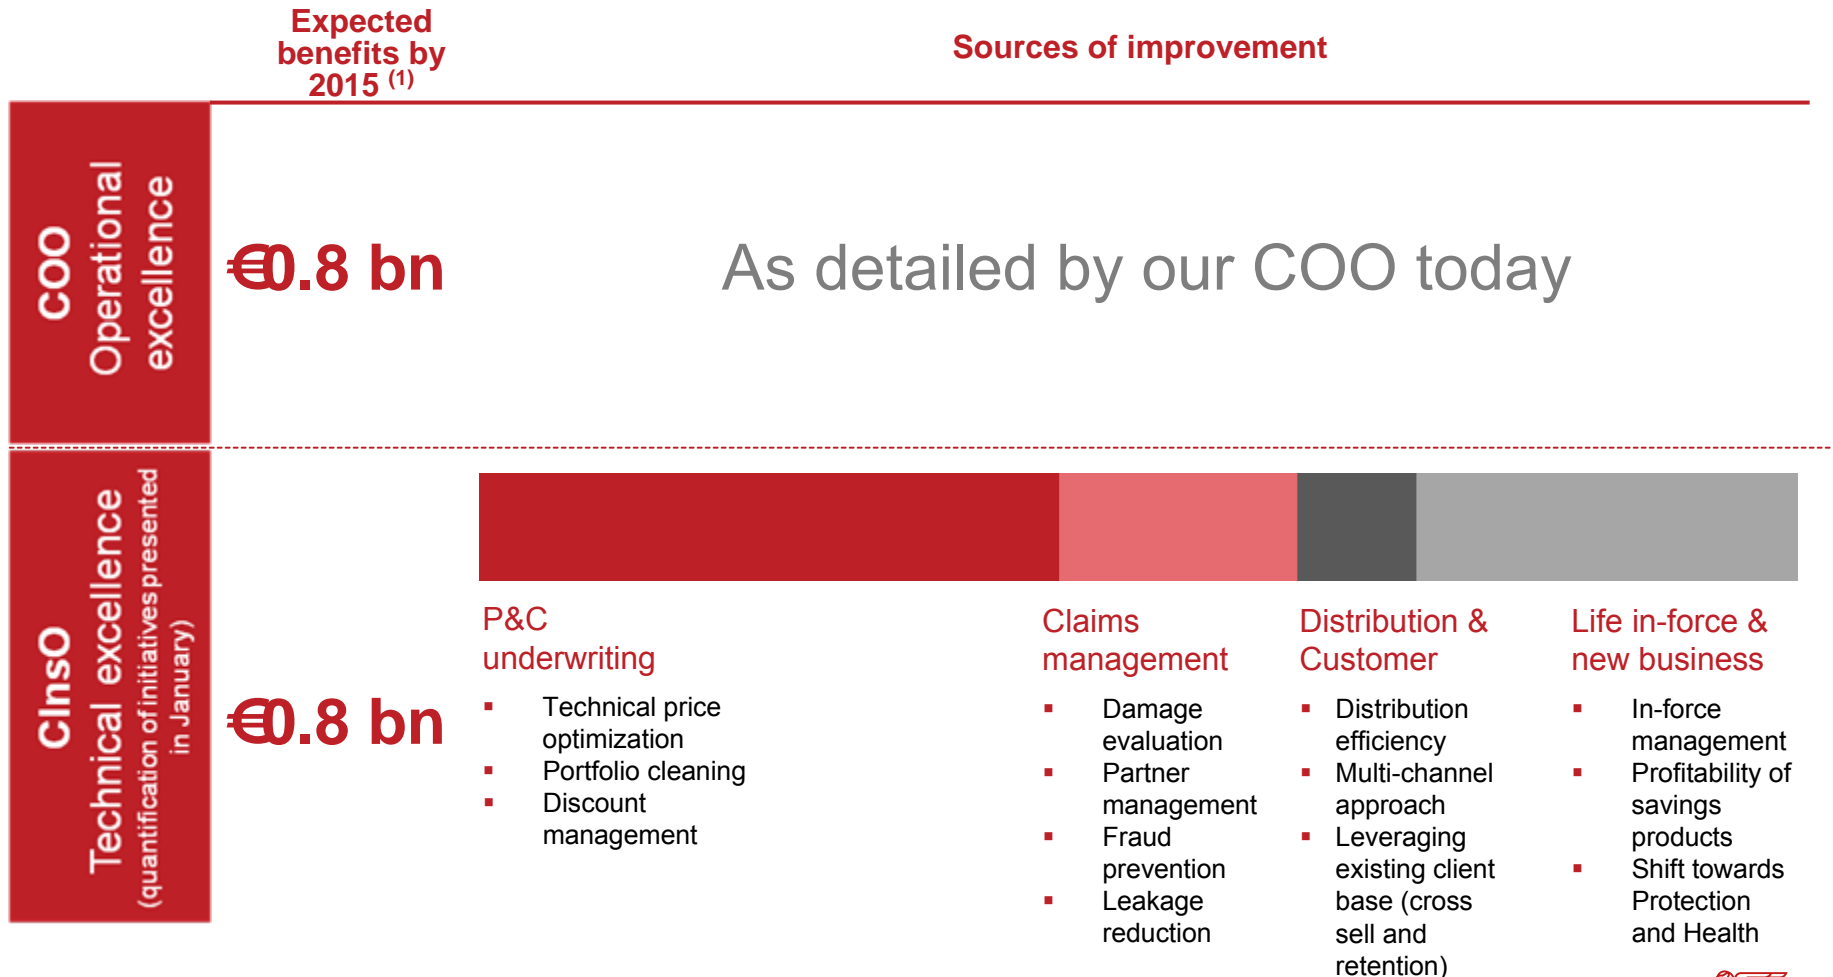 Expected
benefits by
2015 (1)
Sources of improvement
COO
Operational
excellence
€0.8 bn
As detailed by our COO today
CInsO
Technical excellence
(quantification of initiatives presented
in January)
€0.8 bn
P&C
underwriting
▪ Technical price
optimization
▪ Portfolio cleaning
▪ Discount
management
Claims
management
▪ Damage
evaluation
▪ Partner
management
▪ Fraud
prevention
▪ Leakage
reduction
Distribution &
Customer
▪ Distribution
efficiency
▪ Multi-channel
approach
▪ Leveraging
existing client
base (cross
sell and
retention)
Life in-force &
new business
▪ In-force
management
▪ Profitability of
savings
products
▪ Shift towards
Protection
and Health